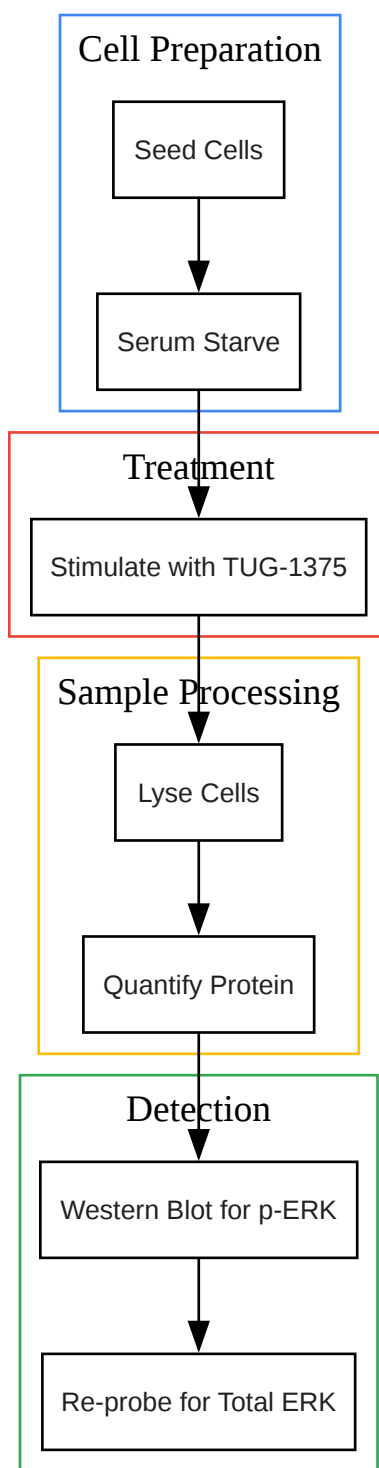 Cell Preparation
Seed Cells
Serum Starve
Treatment
Stimulate with TUG-1375
Sample Processing
Lyse Cells
Quantify Protein
Detection
Western Blot for p-ERK
Re-probe for Total ERK